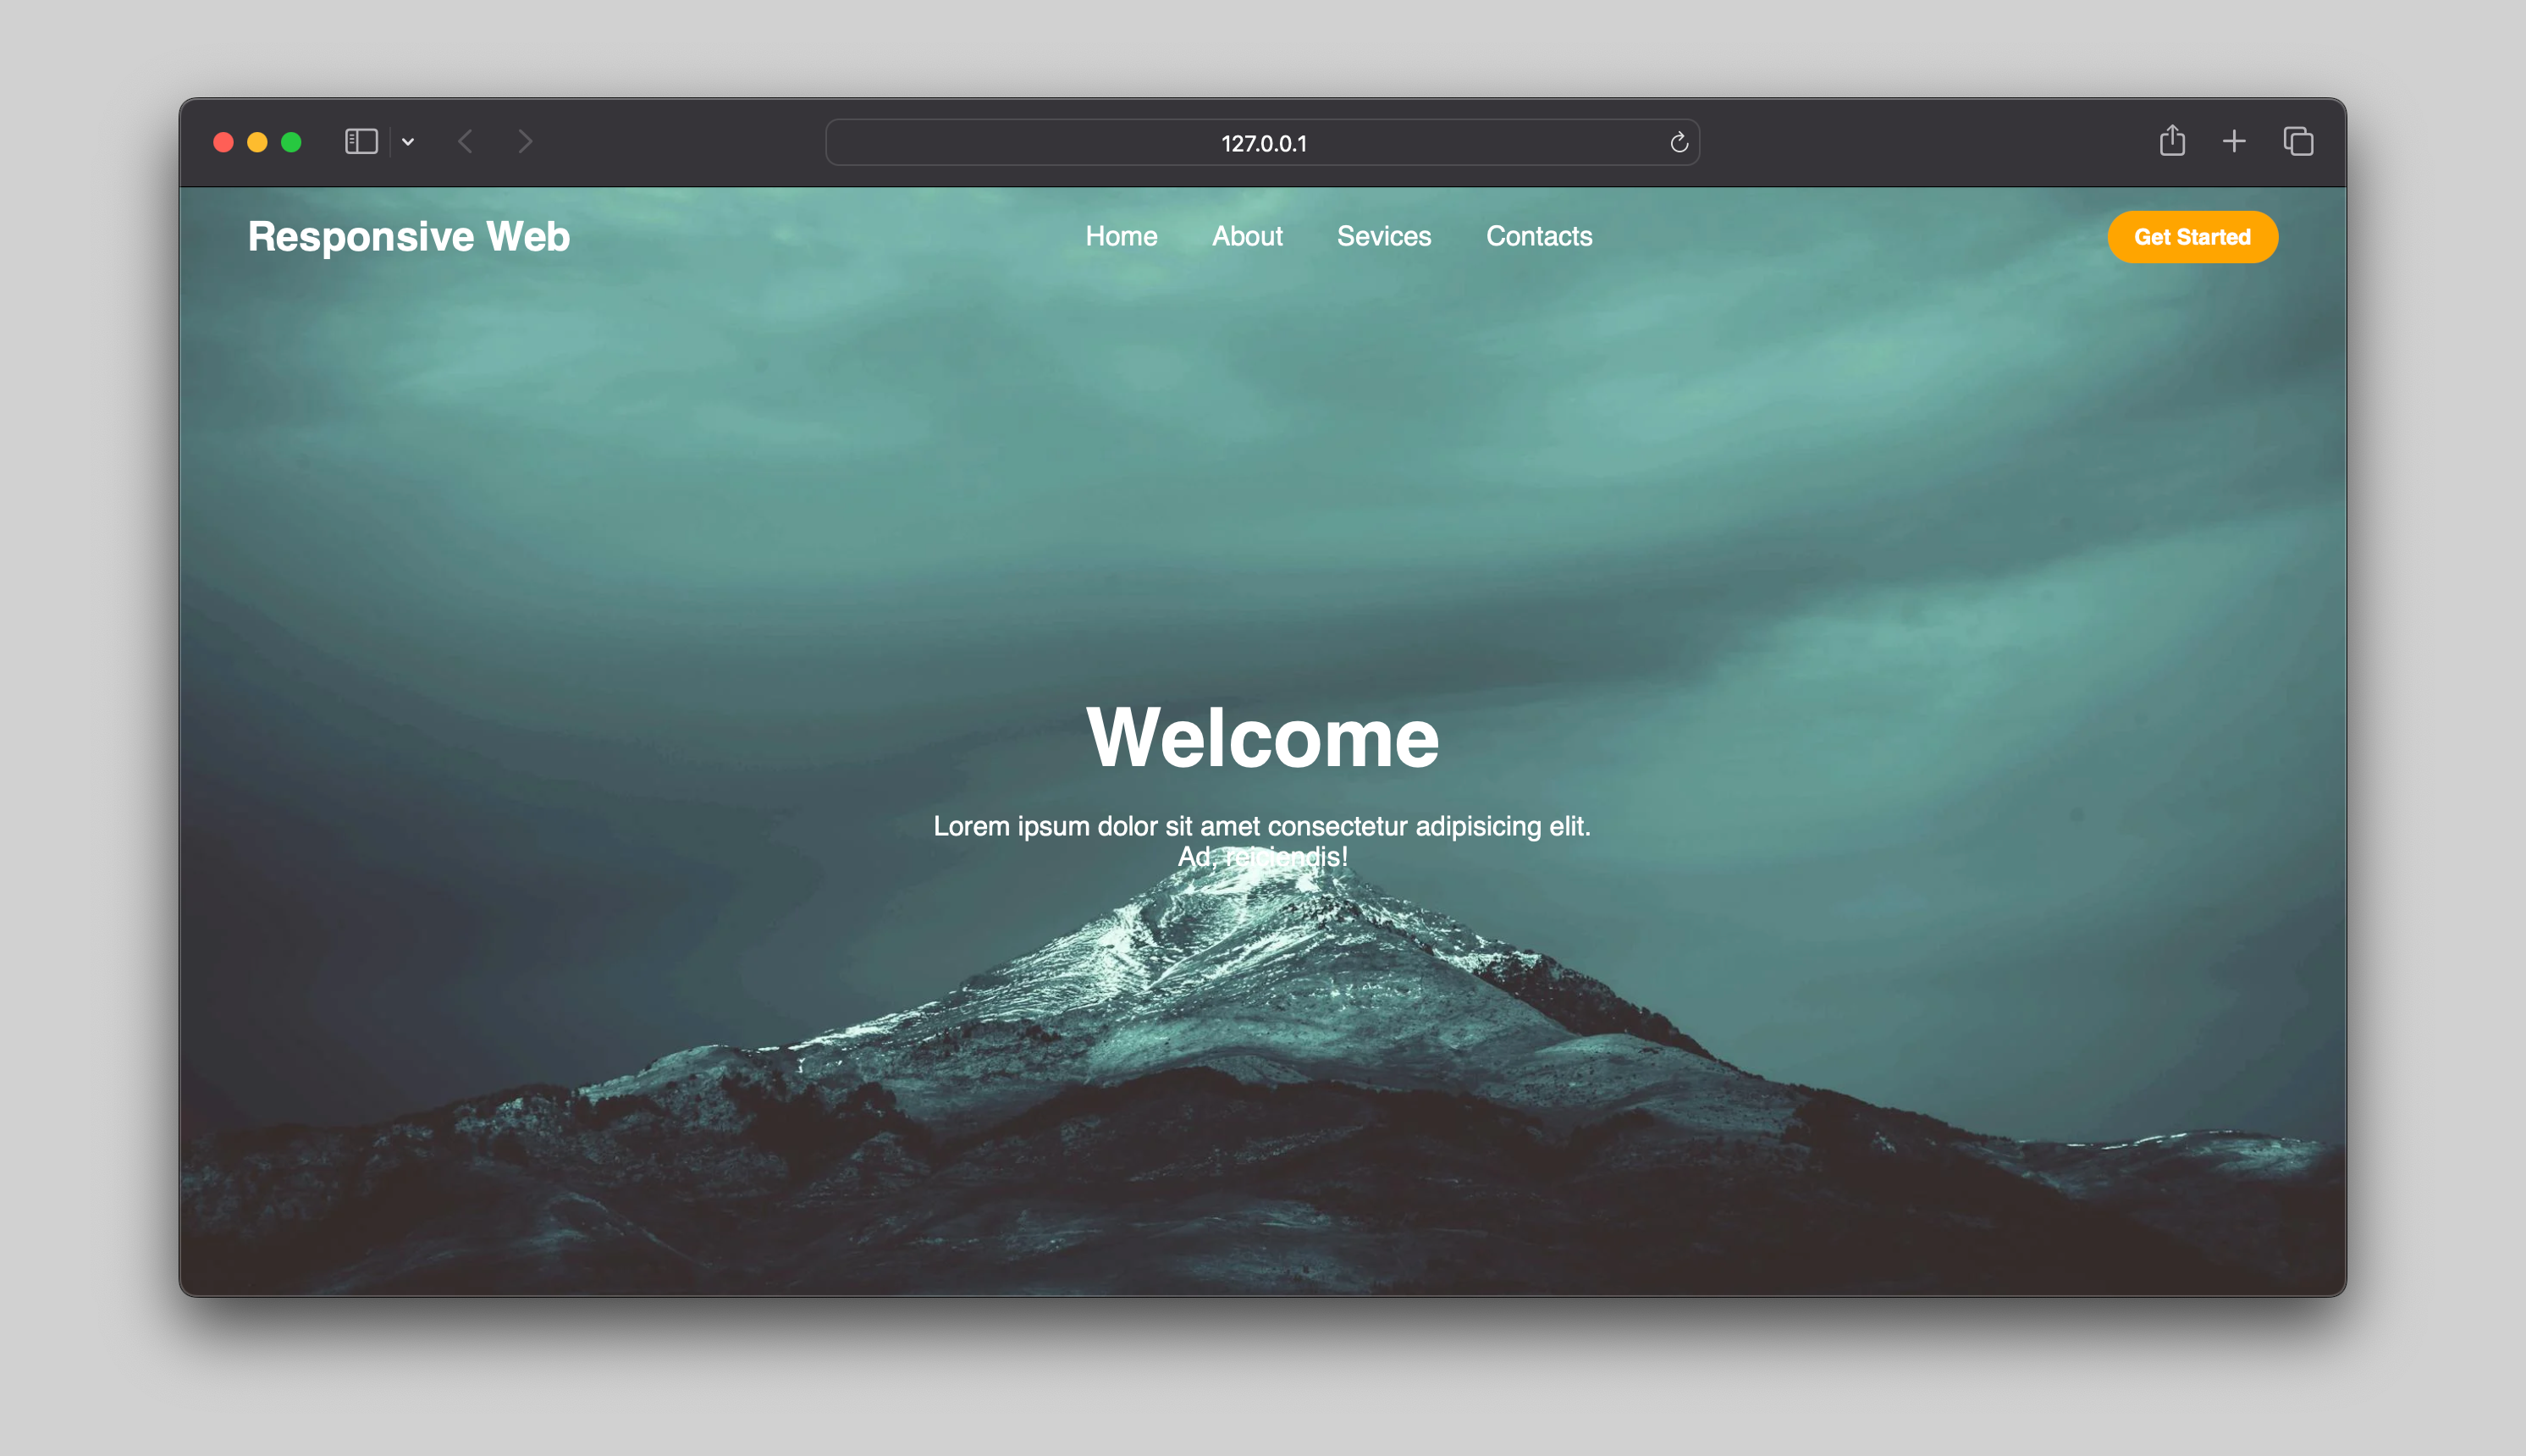 127.0.0.1
Responsive Web
Home About Sevices Contacts
Get Started
Welcome
Lorem ipsum dolor sit amet consectetur adipisicing elit.
Ad, reiciendis!